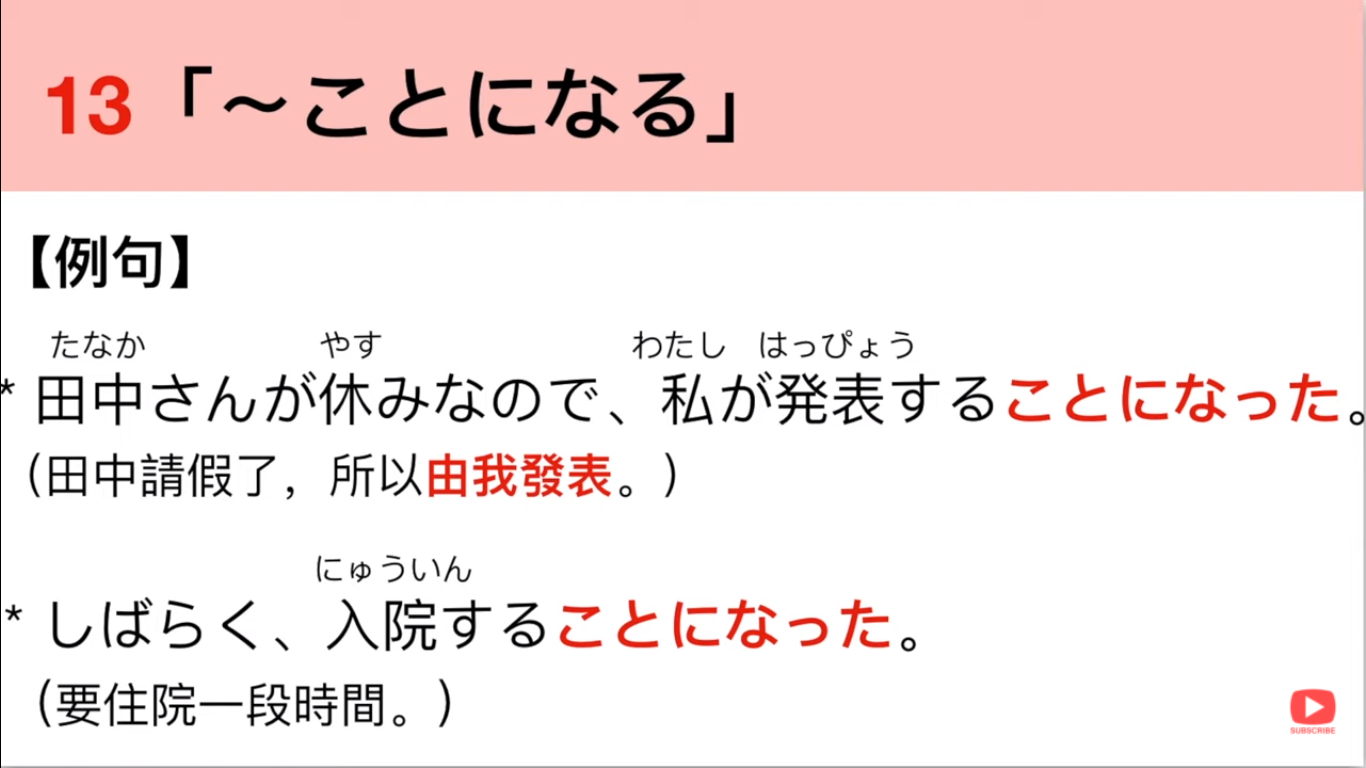 13「～ことになる」
【例句】
たなか やす わたし はっぴょう
* 田中さんが休みなので、私が発表することになった。
（田中請假了，所以由我發表。）
にゅういん
* しばらく、入院することになった。
（要住院一段時間。）
SUBSCRIBE